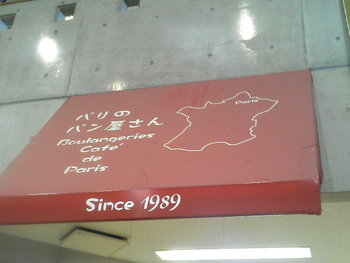 パリの
パン屋さん
Boulangeries
Café
de
Paris
Paris
Since 1989